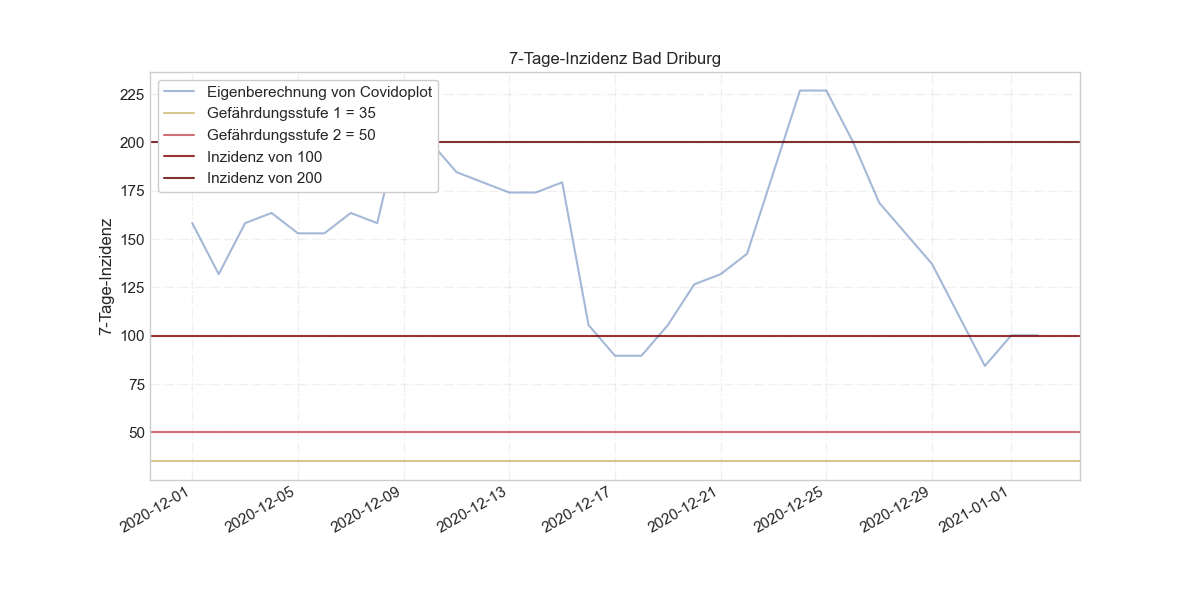 7-Tage-Inzidenz Bad Driburg
Eigenberechnung von Covidoplot
Gefährdungsstufe 1 = 35
Gefährdungsstufe 2 = 50
Inzidenz von 100
Inzidenz von 200
7-Tage-Inzidenz
225
200
175
150
125
100
75
50
2020-12-01
2020-12-05
2020-12-09
2020-12-13
2020-12-17
2020-12-21
2020-12-25
2020-12-29
2021-01-01